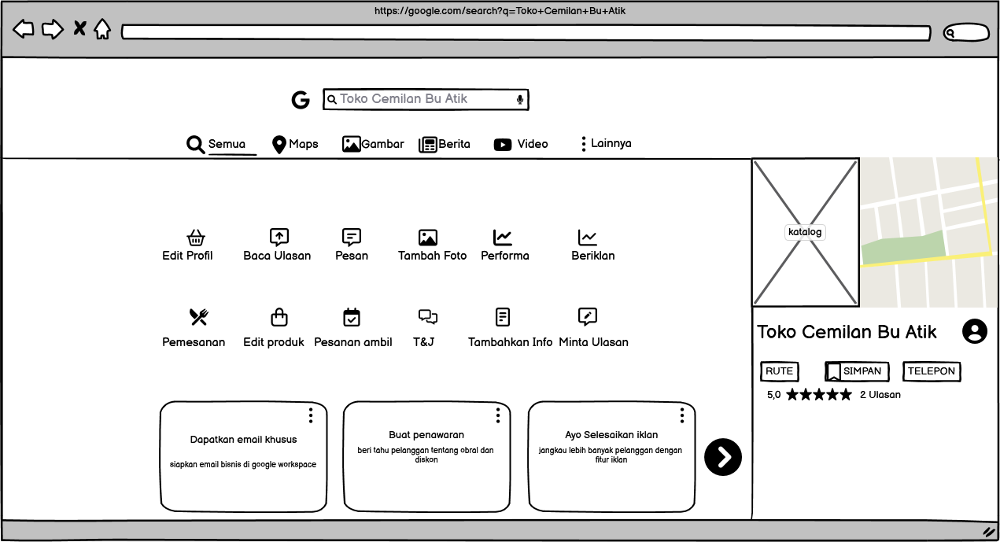 https://google.com/search?q=Toko+Cemilan+Bu+Atik
G Toko Cemilan Bu Atik
Semua Maps Gambar Berita Video Lainnya
katalog
Edit Profil Baca Ulasan Pesan Tambah Foto Performa Beriklan
Toko Cemilan Bu Atik
Pemesanan Edit produk Pesanan ambil T&J Tambahkan Info Minta Ulasan
RUTE SIMPAN TELEPON
5,0 2 Ulasan
Dapatkan email khusus
siapkan email bisnis di google workspace
Buat penawaran
beri tahu pelanggan tentang obral dan
diskon
Ayo Selesaikan iklan
jangkau lebih banyak pelanggan dengan
fitur iklan